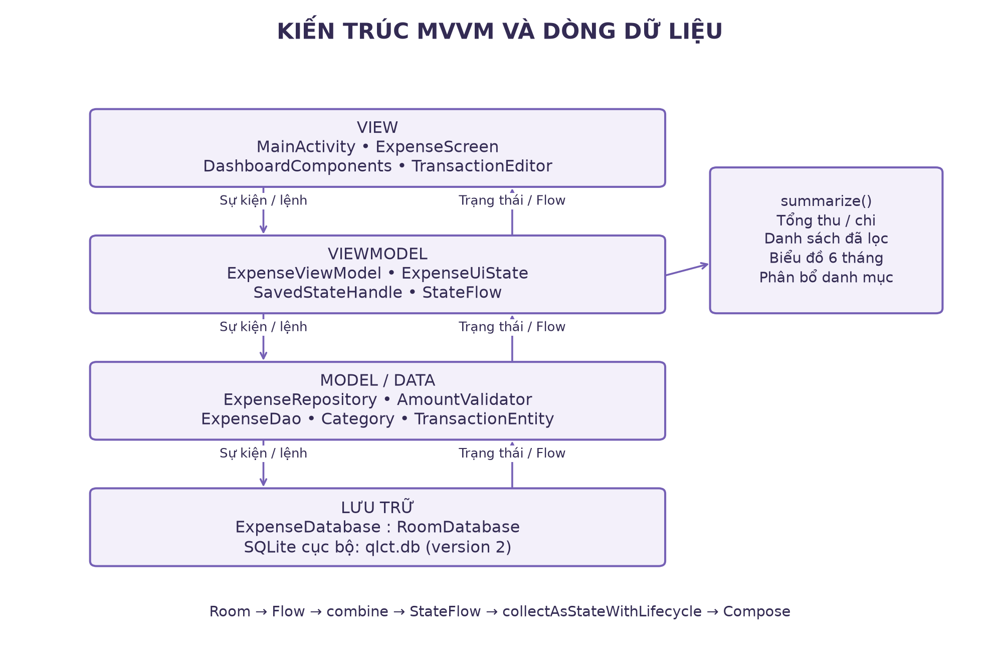 KIẾN TRÚC MVVM VÀ DÒNG DỮ LIỆU
VIEW
MainActivity • ExpenseScreen
DashboardComponents • TransactionEditor
Sự kiện / lệnh
Trạng thái / Flow
VIEWMODEL
ExpenseViewModel • ExpenseUiState
SavedStateHandle • StateFlow
summarize()
Tổng thu / chi
Danh sách đã lọc
Biểu đồ 6 tháng
Phân bổ danh mục
Sự kiện / lệnh
Trạng thái / Flow
MODEL / DATA
ExpenseRepository • AmountValidator
ExpenseDao • Category • TransactionEntity
Sự kiện / lệnh
Trạng thái / Flow
LƯU TRỮ
ExpenseDatabase : RoomDatabase
SQLite cục bộ: qlct.db (version 2)
Room → Flow → combine → StateFlow → collectAsStateWithLifecycle → Compose